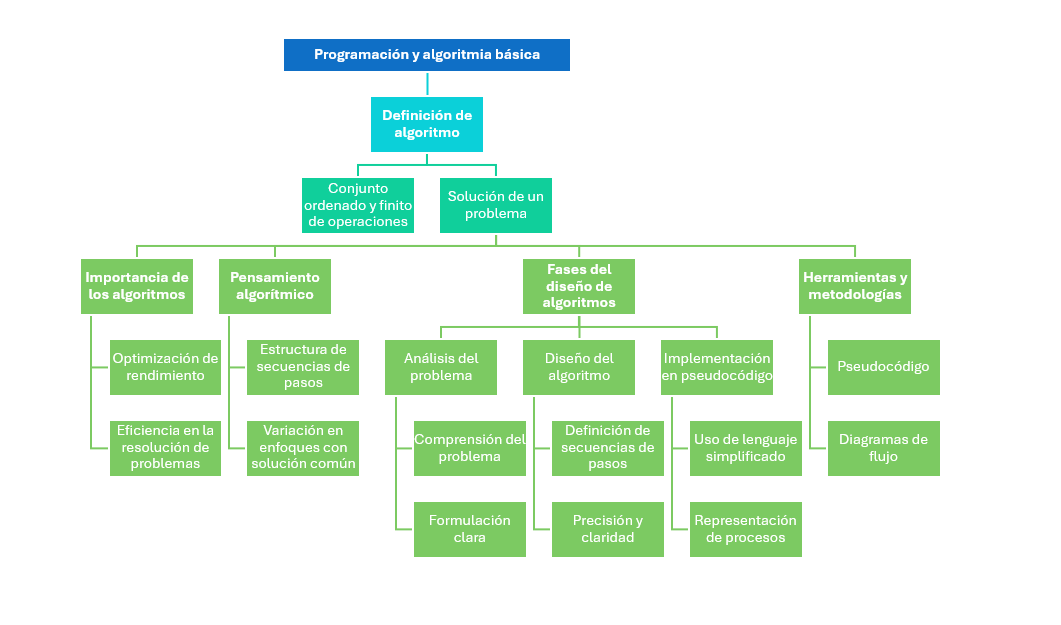 Programación y algoritmia básica
Definición de
algoritmo
Conjunto
ordenado y finito
de operaciones
Solución de un
problema
Importancia de
los algoritmos
Pensamiento
algorítmico
Fases del
diseño de
algoritmos
Herramientas y
metodologías
Optimización de
rendimiento
Estructura de
secuencias de
pasos
Análisis del
problema
Diseño del
algoritmo
Implementación
en pseudocódigo
Pseudocódigo
Eficiencia en la
resolución de
problemas
Variación en
enfoques con
solución común
Comprensión del
problema
Definición de
secuencias de
pasos
Uso de lenguaje
simplificado
Diagramas de
flujo
Formulación
clara
Precisión y
claridad
Representación
de procesos